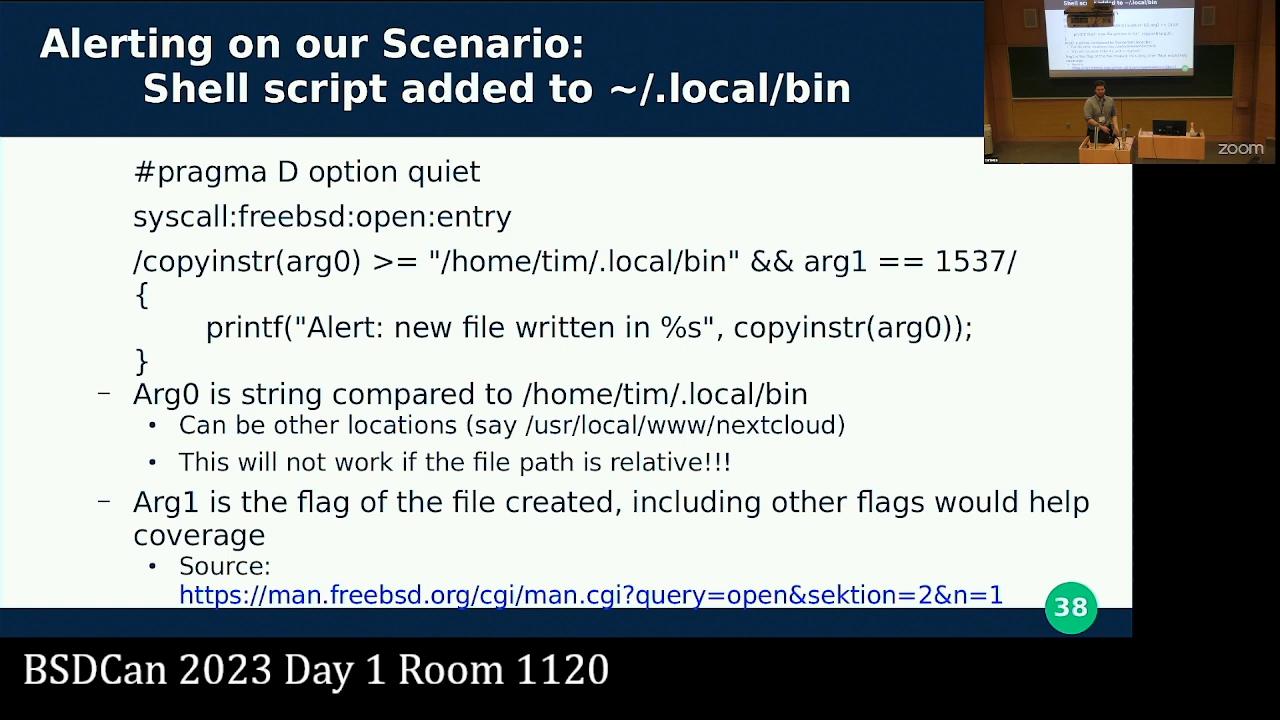 Alerting on our Scenario:
Shell script added to ~/.local/bin
#pragma D option quiet
syscall:freebsd:open:entry
/copyinstr(arg0) >= "/home/tim/.local/bin" && arg1 == 1537/
{
printf("Alert: new file written in %s", copyinstr(arg0));
}
– Arg0 is string compared to /home/tim/.local/bin
• Can be other locations (say /usr/local/www/nextcloud)
• This will not work if the file path is relative!!!
– Arg1 is the flag of the file created, including other flags would help
coverage
• Source:
https://man.freebsd.org/cgi/man.cgi?query=open&sektion=2&n=1
38
zoom
BSDCan 2023 Day 1 Room 1120